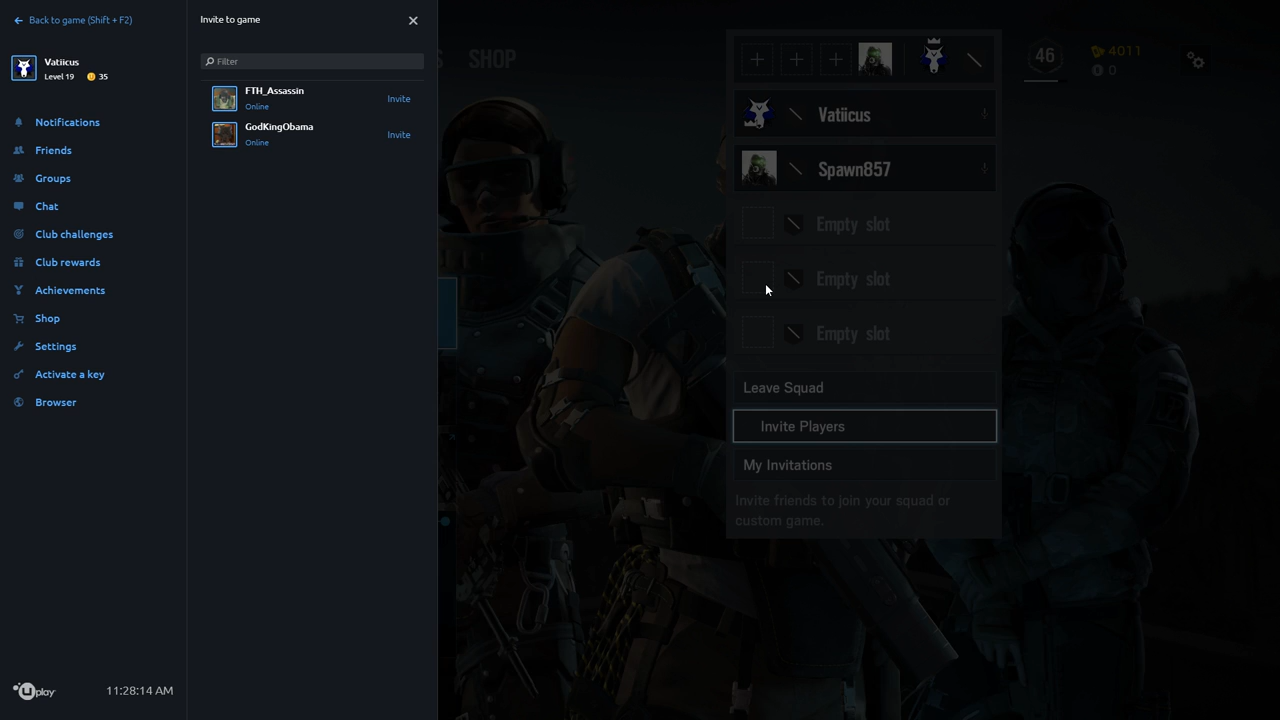 Back to game (Shift + F2)
Vatiicus
Level 19 35
Notifications
Friends
Groups
Chat
Club challenges
Club rewards
Achievements
Shop
Settings
Activate a key
Browser
Uplay 11:28:14 AM
Invite to game
Filter
FTH_Assassin
Online
Invite
GodKingObama
Online
Invite
S SHOP
46
4011
0
Vatiicus
Spawn857
Empty slot
Empty slot
Empty slot
Leave Squad
Invite Players
My Invitations
Invite friends to join your squad or
custom game.